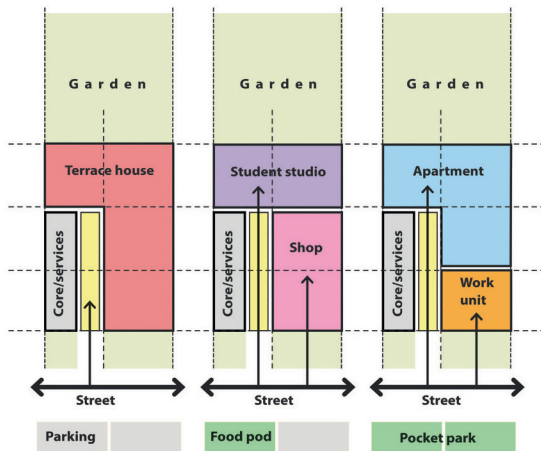 Garden
Garden
Garden
Terrace house
Student studio
Apartment
Core/services
Core/services
Shop
Core/services
Work
unit
Street
Street
Street
Parking
Food pod
Pocket park